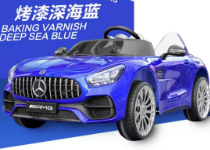 烤漆深海蓝
BAKING VARNISH
DEEP SEA BLUE
AMG